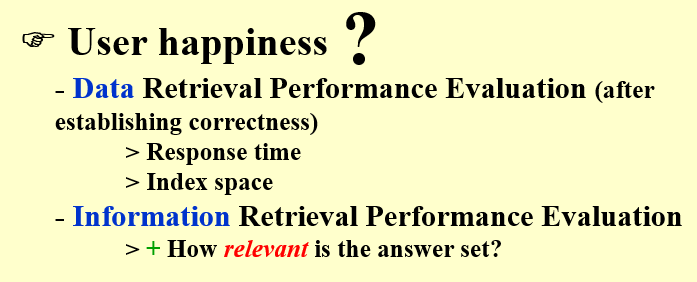 ☞ User happiness ?
- Data Retrieval Performance Evaluation (after
establishing correctness)
> Response time
> Index space
- Information Retrieval Performance Evaluation
> + How relevant is the answer set?